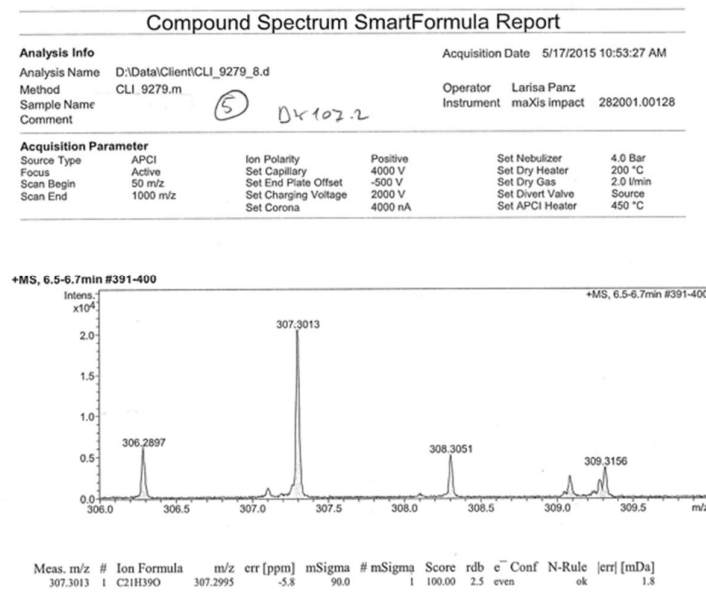 Compound Spectrum SmartFormula Report
Analysis Info Acquisition Date 5/17/2015 10:53:27 AM
Analysis Name D:\Data\Client\CLI_9279_8.d
Method CLI_9279.m Operator Larisa Panz
Sample Name 5 DK107.2 Instrument maXis impact 282001.00128
Comment
Acquisition Parameter
Source Type APCI Ion Polarity Positive Set Nebulizer 4.0 Bar
Focus Active Set Capillary 4000 V Set Dry Heater 200 °C
Scan Begin 50 m/z Set End Plate Offset -500 V Set Dry Gas 2.0 l/min
Scan End 1000 m/z Set Charging Voltage 2000 V Set Divert Valve Source
Set Corona 4000 nA Set APCI Heater 450 °C
+MS, 6.5-6.7min #391-400
Intens. +MS, 6.5-6.7min #391-400
x10⁴
307.3013
2.0
1.5
1.0
306.2897
308.3051
0.5
309.3156
0.0
306.0 306.5 307.0 307.5 308.0 308.5 309.0 309.5 m/z
Meas. m/z # Ion Formula m/z err [ppm] mSigma # mSigma Score rdb e⁻ Conf N-Rule |err| [mDa]
307.3013 1 C21H39O 307.2995 -5.8 90.0 1 100.00 2.5 even ok 1.8